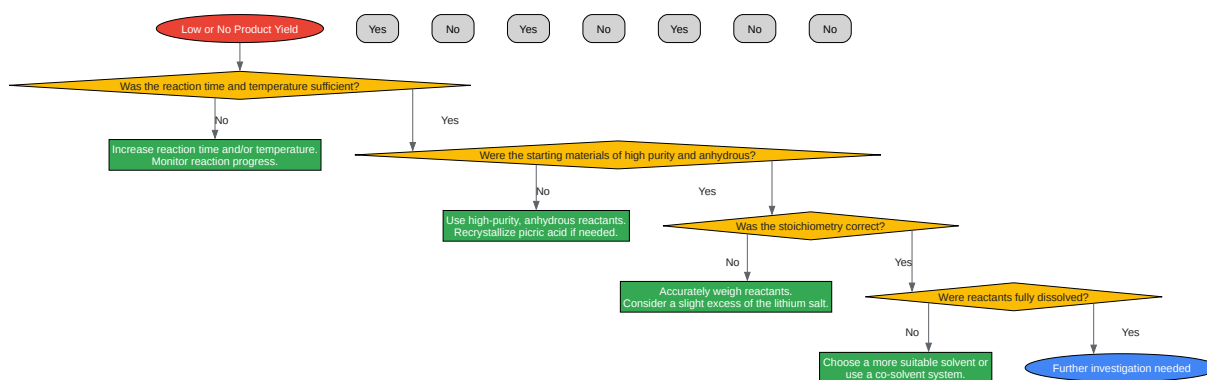 Low or No Product Yield
Yes
No
Yes
No
Yes
No
No
Was the reaction time and temperature sufficient?
No
Yes
Increase reaction time and/or temperature.
Monitor reaction progress.
Were the starting materials of high purity and anhydrous?
No
Yes
Use high-purity, anhydrous reactants.
Recrystallize picric acid if needed.
Was the stoichiometry correct?
No
Yes
Accurately weigh reactants.
Consider a slight excess of the lithium salt.
Were reactants fully dissolved?
No
Yes
Choose a more suitable solvent or
use a co-solvent system.
Further investigation needed